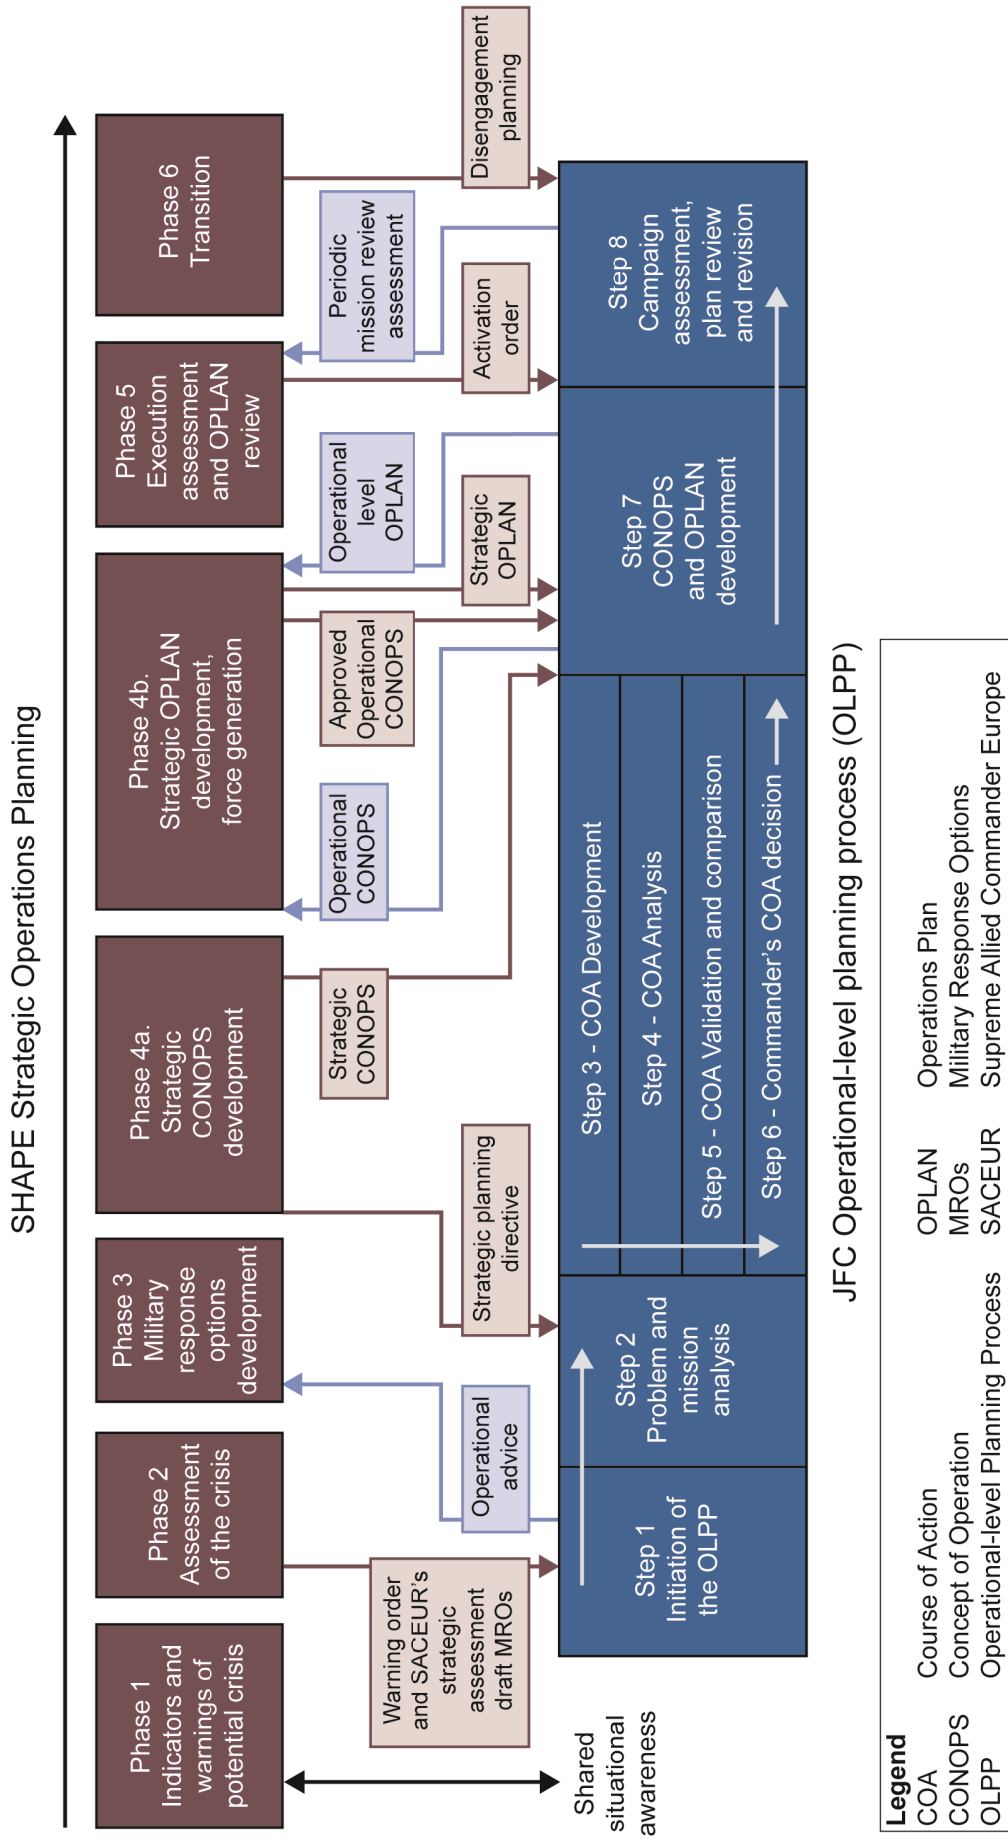 SHAPE Strategic Operations Planning
Phase 1
Indicators and
warnings of
potential crisis
Phase 2
Assessment
of the crisis
Phase 3
Military
response
options
development
Phase 4a.
Strategic
CONOPS
development
Phase 4b.
Strategic OPLAN
development,
force generation
Phase 5
Execution
assessment
and OPLAN
review
Phase 6
Transition
Warning order
and SACEUR's
strategic
assessment
draft MROs
Operational
advice
Strategic planning
directive
Strategic
CONOPS
Operational
CONOPS
Approved
Operational
CONOPS
Operational
level
OPLAN
Strategic
OPLAN
Periodic
mission review
assessment
Activation
order
Disengagement
planning
Shared
situational
awareness
Step 1
Initiation of
the OLPP
Step 2
Problem and
mission
analysis
Step 3 - COA Development
Step 4 - COA Analysis
Step 5 - COA Validation and comparison
Step 6 - Commander's COA decision
Step 7
CONOPS
and OPLAN
development
Step 8
Campaign
assessment,
plan review
and revision
JFC Operational-level planning process (OLPP)
Legend
COA Course of Action OPLAN Operations Plan
CONOPS Concept of Operation MROs Military Response Options
OLPP Operational-level Planning Process SACEUR Supreme Allied Commander Europe